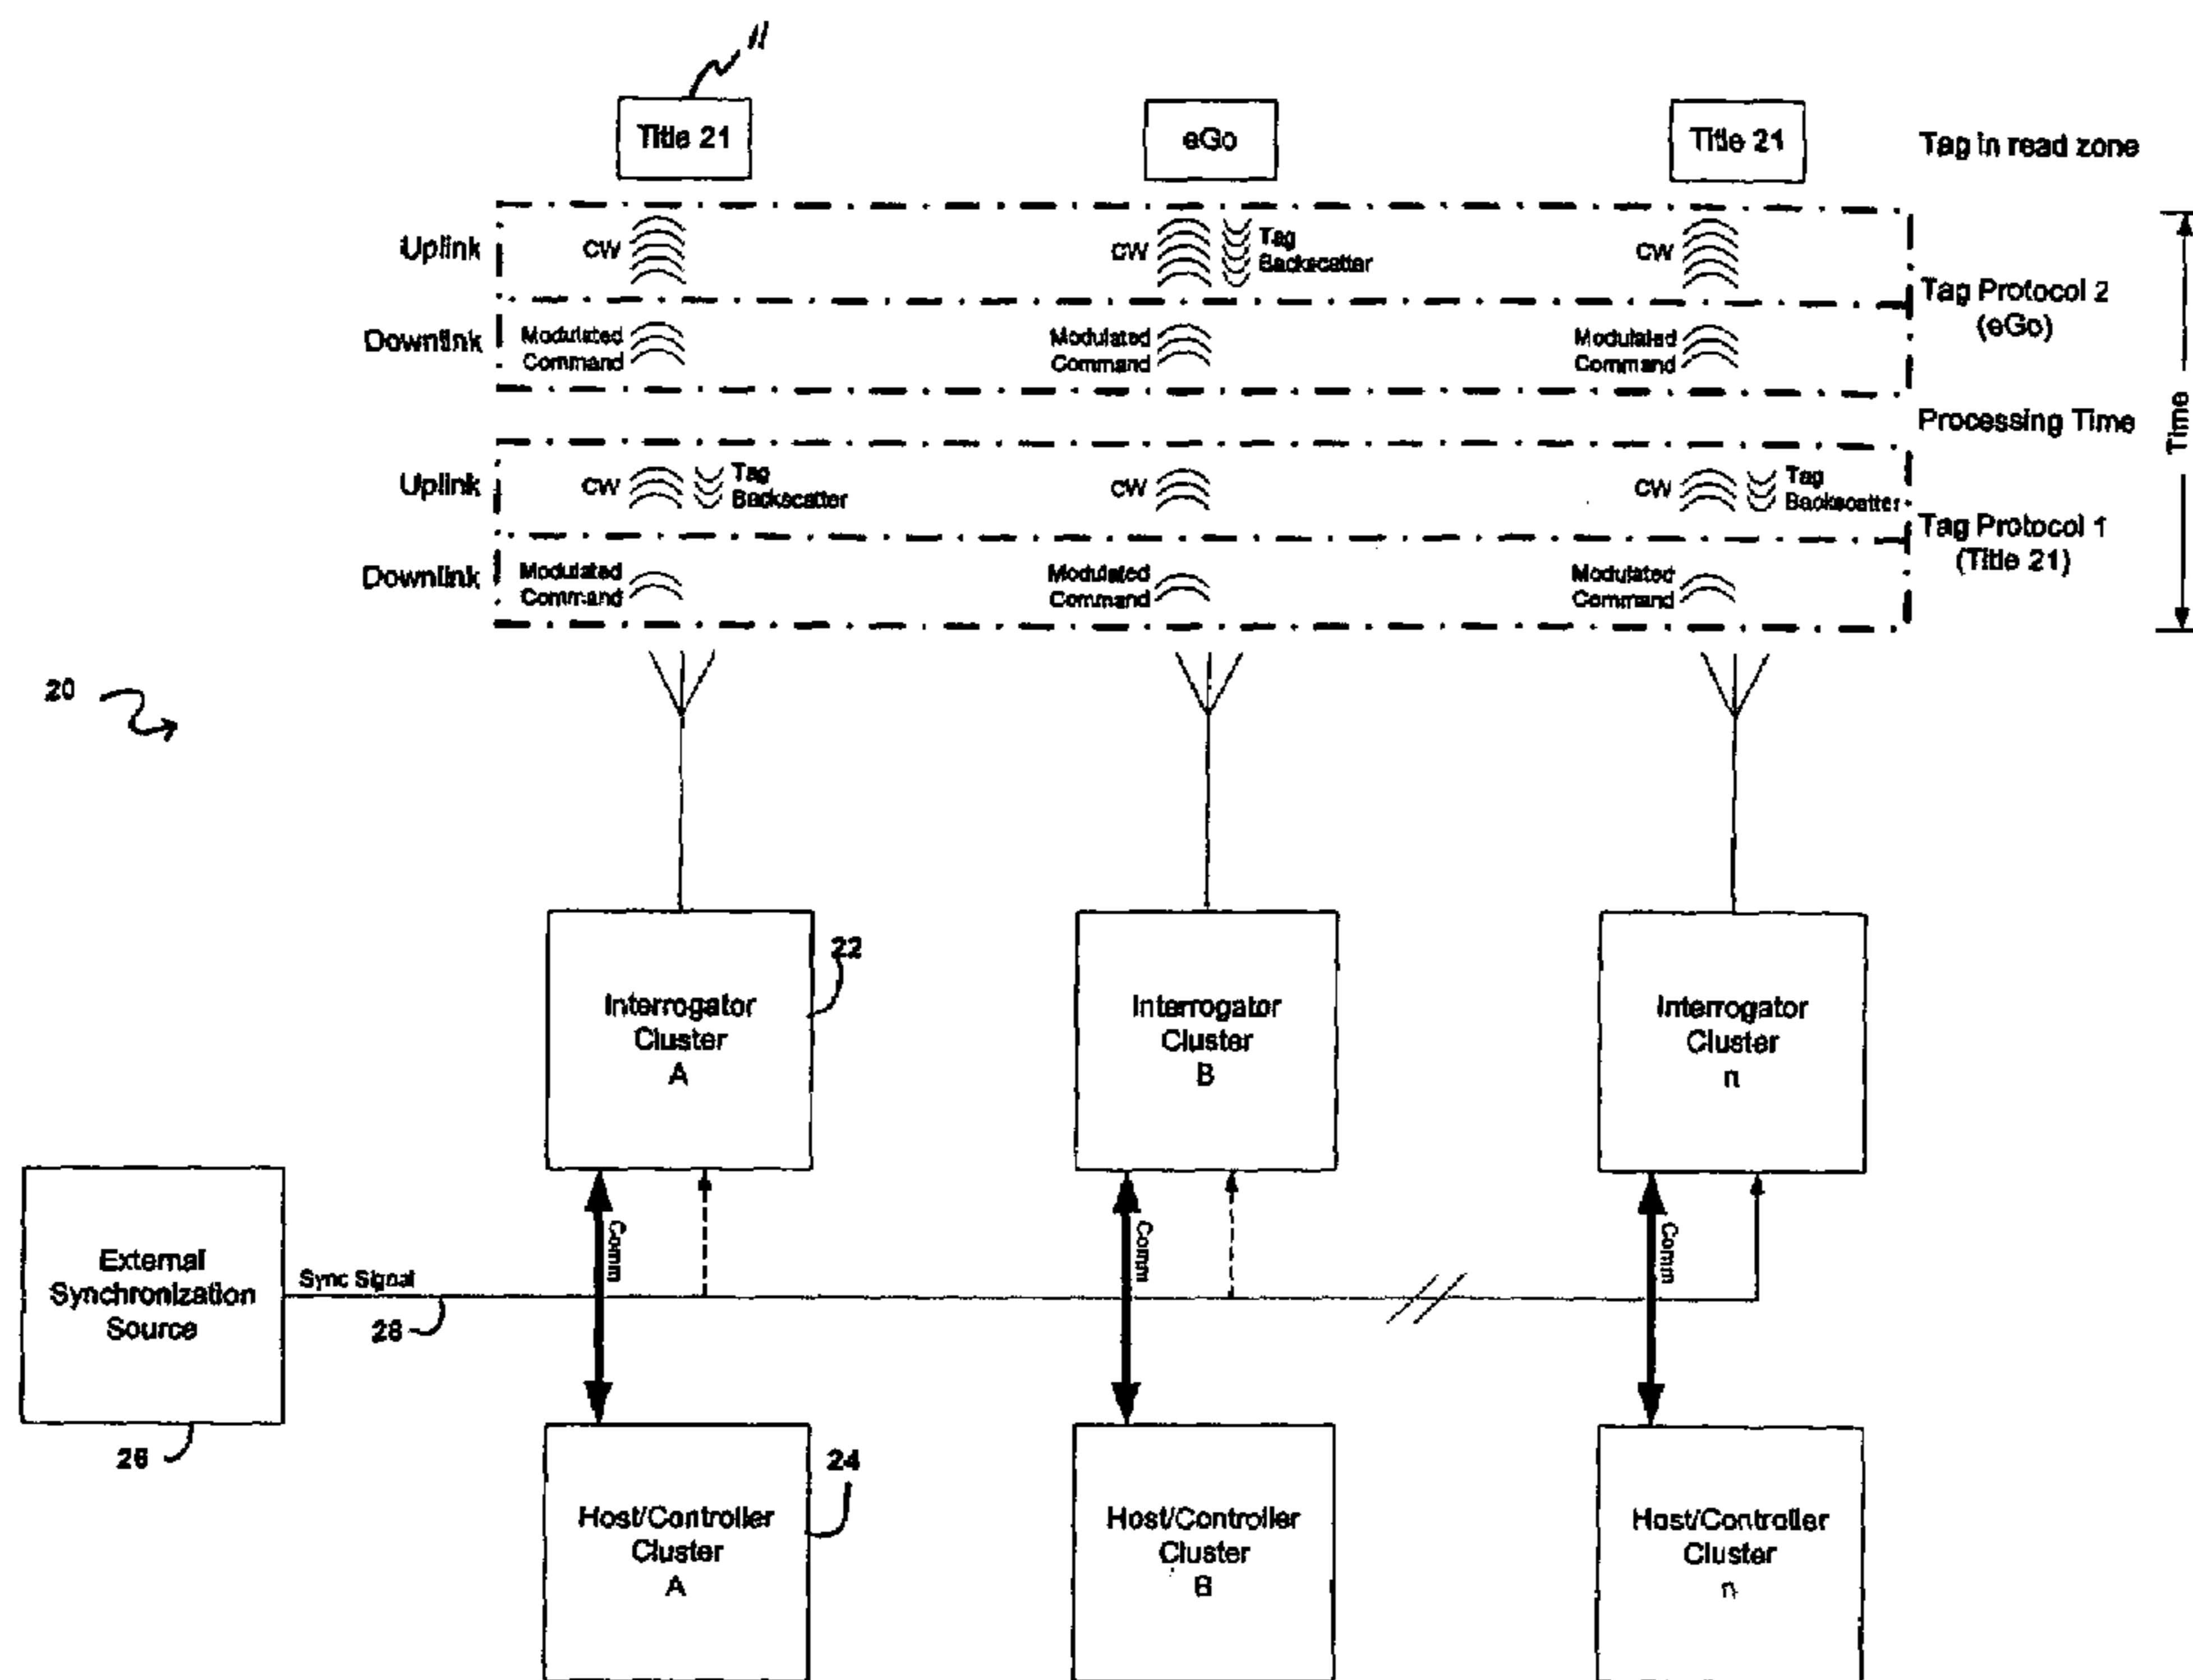 11
Title 21
eGo
Title 21
Tag in read zone
Uplink
CW
CW
Tag
Backscatter
CW
Tag Protocol 2
(eGo)
Downlink
Modulated
Command
Modulated
Command
Modulated
Command
Processing Time
Time
Uplink
CW
Tag
Backscatter
CW
CW
Tag
Backscatter
Tag Protocol 1
(Title 21)
Downlink
Modulated
Command
Modulated
Command
Modulated
Command
20
22
Interrogator
Cluster
A
Interrogator
Cluster
B
Interrogator
Cluster
n
Comm
Comm
Comm
External
Synchronization
Source
Sync Signal
28
26
24
Host/Controller
Cluster
A
Host/Controller
Cluster
B
Host/Controller
Cluster
n